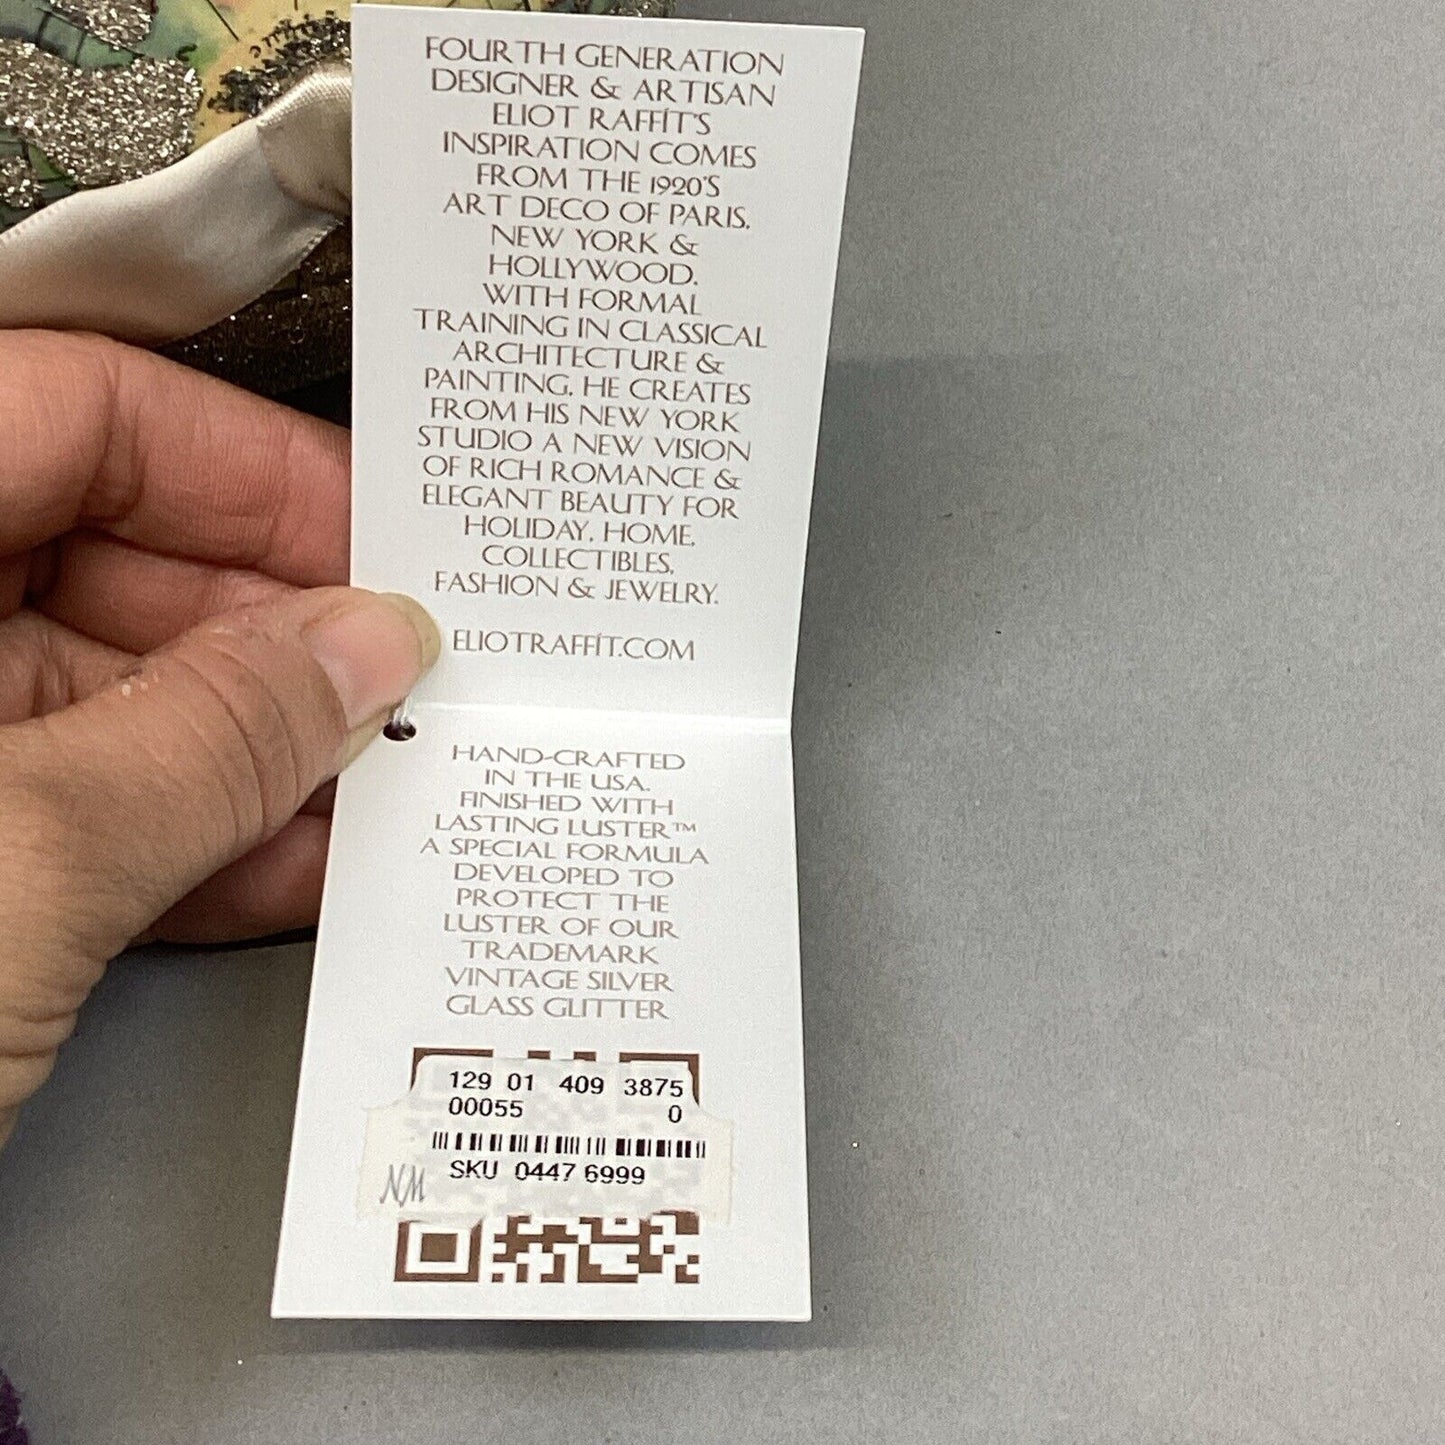 FOURTH GENERATION
DESIGNER & ARTISAN
ELIOT RAFFÍT'S
INSPIRATION COMES
FROM THE 1920'S
ART DECO OF PARIS,
NEW YORK &
HOLLYWOOD.
WITH FORMAL
TRAINING IN CLASSICAL
ARCHITECTURE &
PAINTING, HE CREATES
FROM HIS NEW YORK
STUDIO A NEW VISION
OF RICH ROMANCE &
ELEGANT BEAUTY FOR
HOLIDAY, HOME,
COLLECTIBLES,
FASHION & JEWELRY.
ELIOTRAFFÍT.COM
HAND-CRAFTED
IN THE USA.
FINISHED WITH
LASTING LUSTER™
A SPECIAL FORMULA
DEVELOPED TO
PROTECT THE
LUSTER OF OUR
TRADEMARK
VINTAGE SILVER
GLASS GLITTER
129 01 409 3875
00055 0
SKU 0447 6999
NM